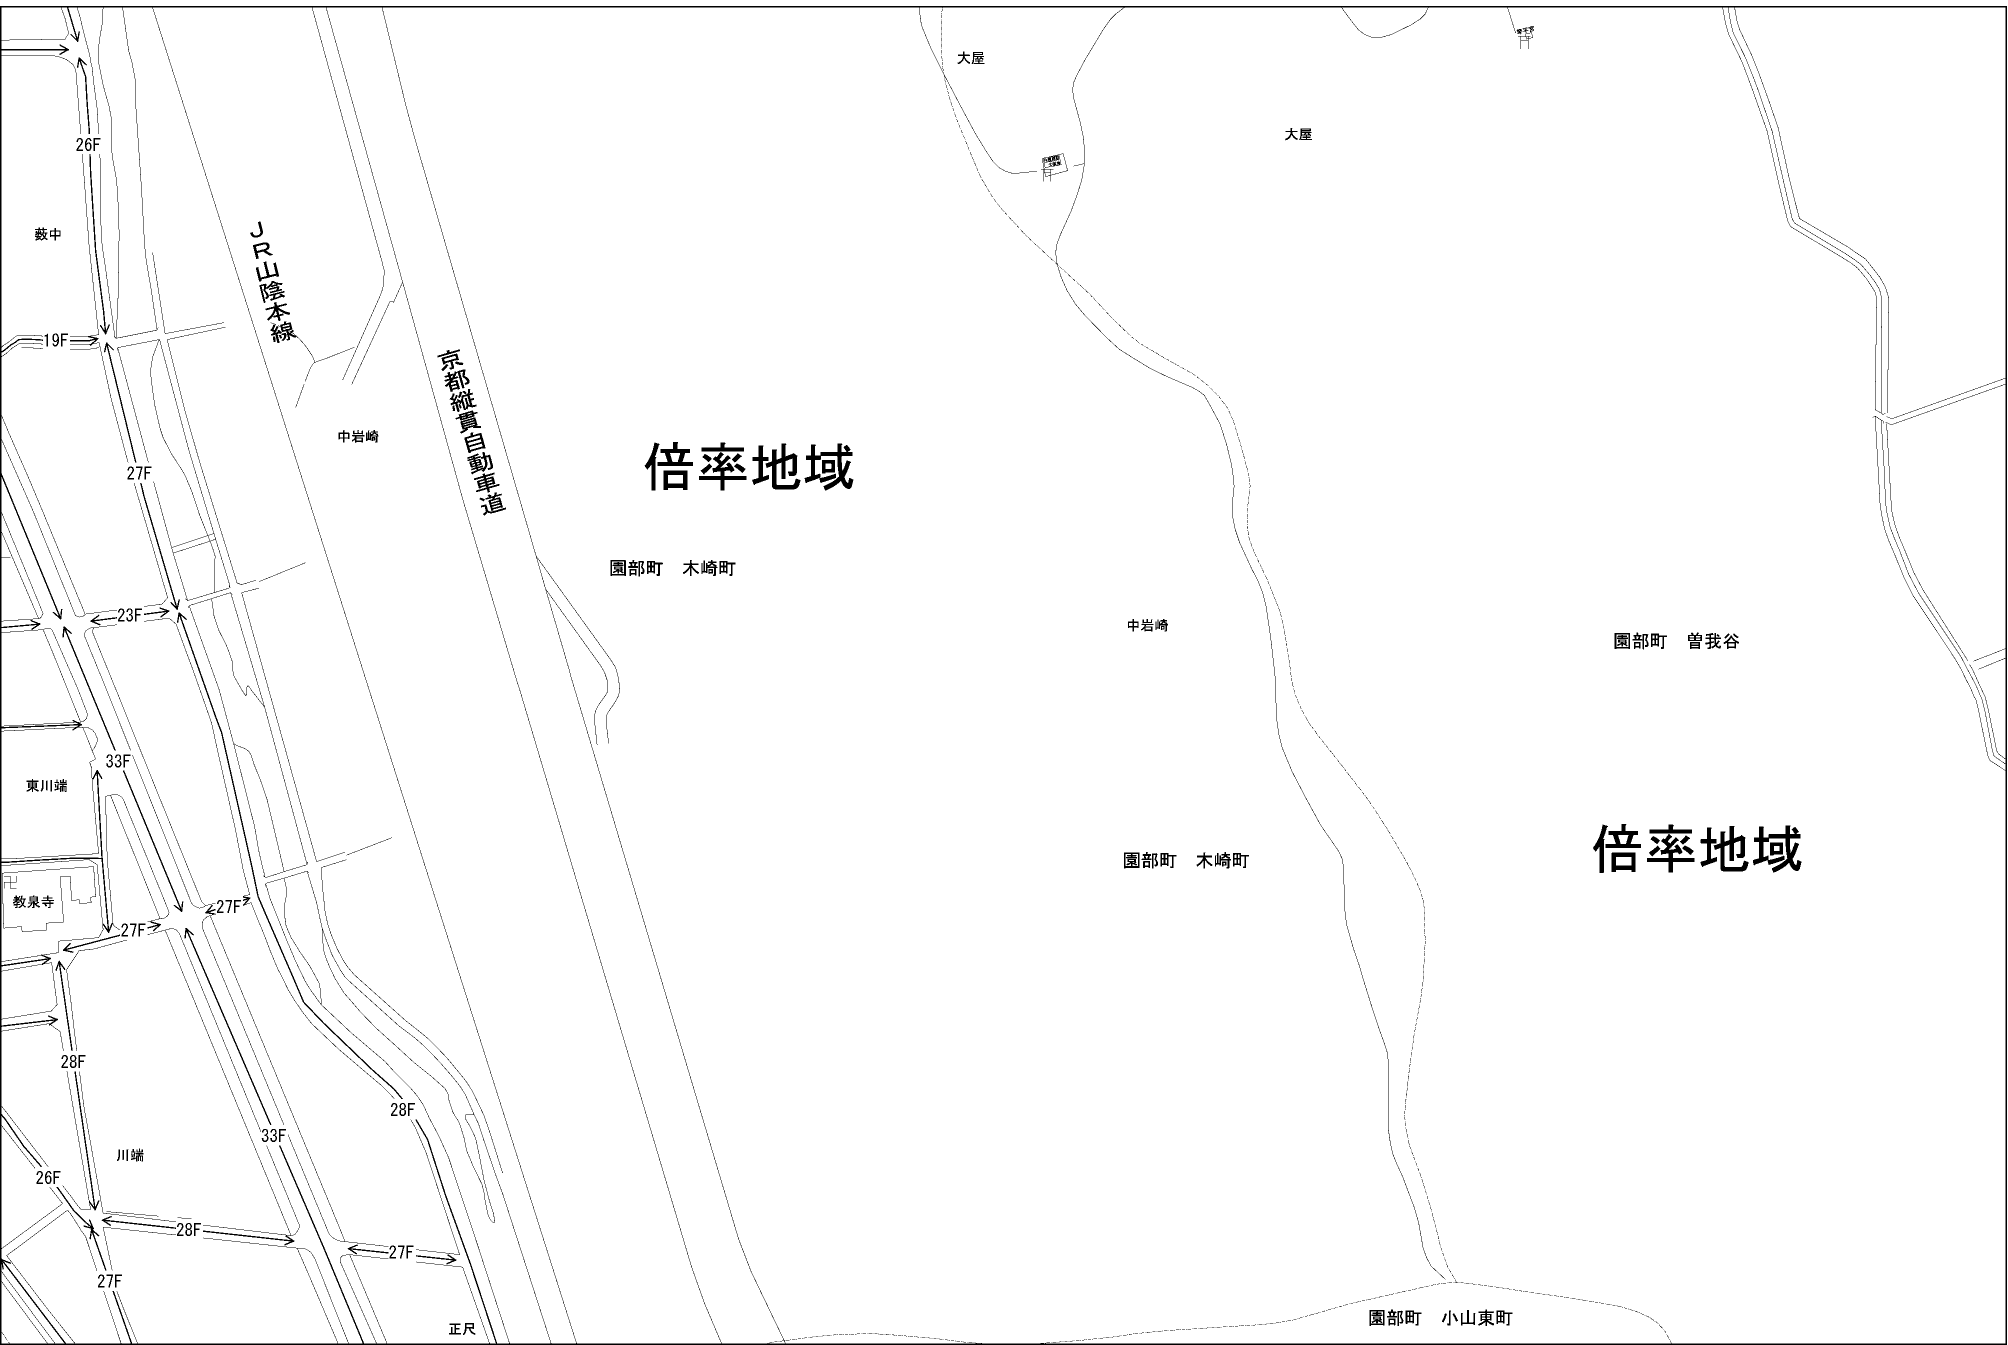 大屋
大屋
26F
藪中
JR山陰本線
19F
京都縦貫自動車道
中岩崎
倍率地域
27F
園部町 木崎町
23F
中岩崎
園部町 曽我谷
33F
東川端
倍率地域
園部町 木崎町
教泉寺
27F
27F
28F
28F
33F
川端
26F
28F
27F
27F
園部町 小山東町
正尺